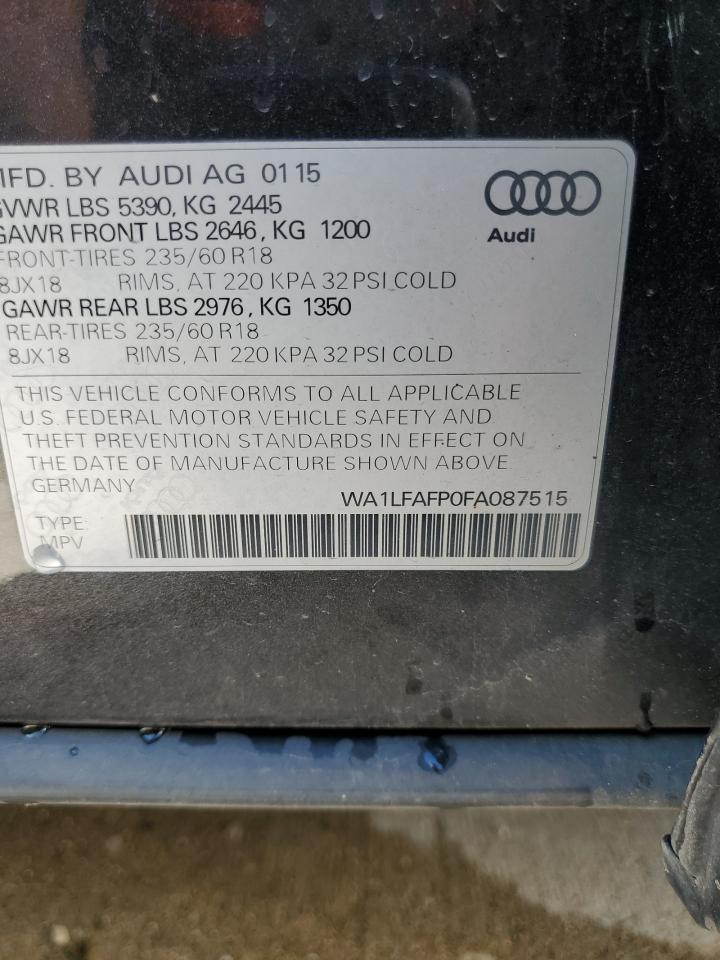 MFD. BY AUDI AG 01 15
GVWR LBS 5390, KG 2445
GAWR FRONT LBS 2646, KG 1200
FRONT-TIRES 235/60 R18
8JX18 RIMS, AT 220 KPA 32 PSI COLD
GAWR REAR LBS 2976, KG 1350
REAR-TIRES 235/60 R18
8JX18 RIMS, AT 220 KPA 32 PSI COLD
Audi
THIS VEHICLE CONFORMS TO ALL APPLICABLE
U.S. FEDERAL MOTOR VEHICLE SAFETY AND
THEFT PREVENTION STANDARDS IN EFFECT ON
THE DATE OF MANUFACTURE SHOWN ABOVE.
GERMANY
WA1LFAFP0FA087515
TYPE:
MPV